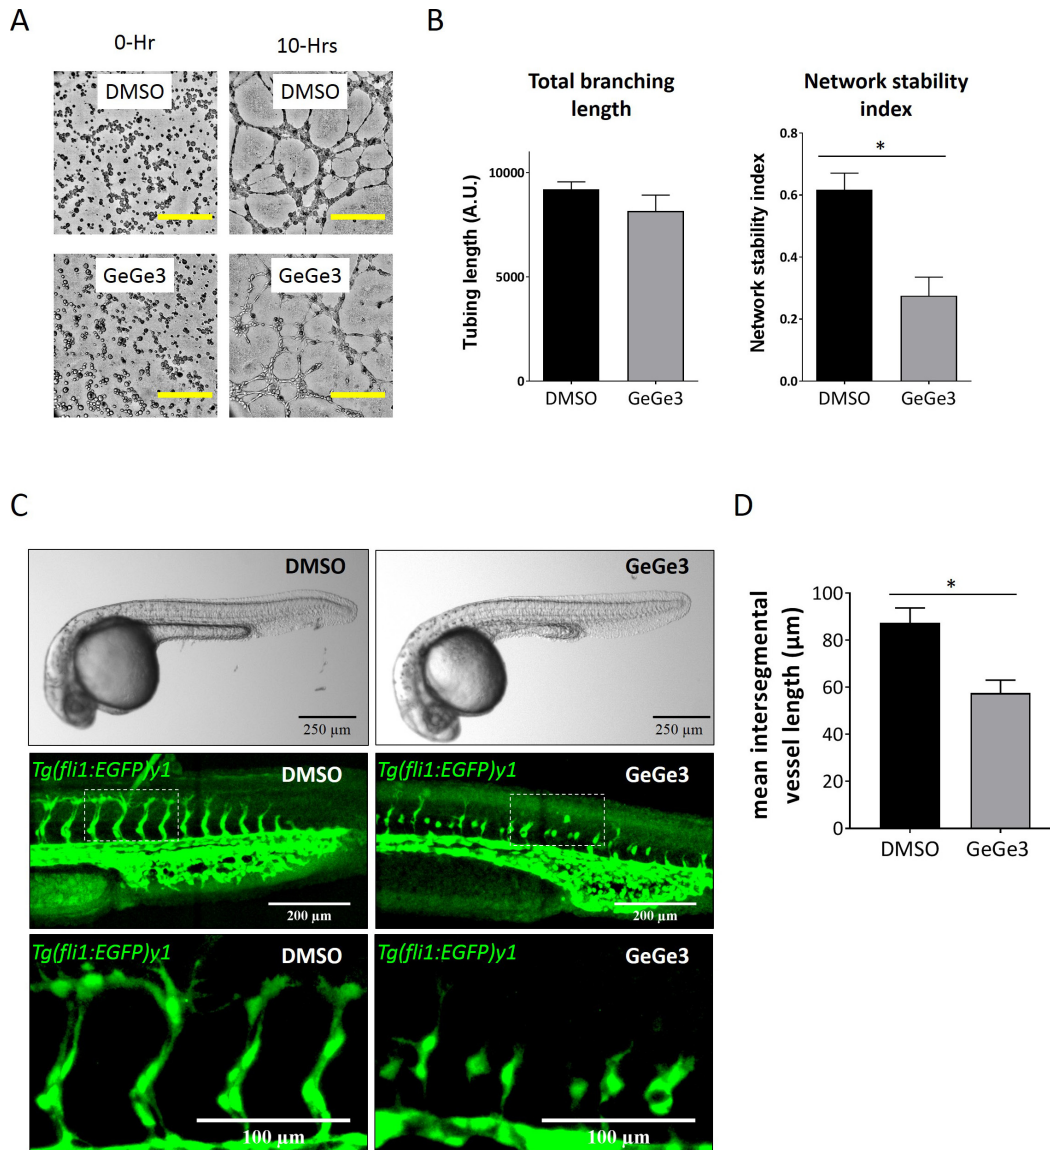 A
0-Hr
10-Hrs
DMSO
DMSO
GeGe3
GeGe3
B
Total branching
length
Tubing length (A.U.)
10000
5000
0
DMSO
GeGe3
Network stability
index
Network stability index
0.8
0.6
0.4
0.2
0.0
*
DMSO
GeGe3
C
DMSO
250 µm
GeGe3
250 µm
Tg(fli1:EGFP)y1
DMSO
200 µm
Tg(fli1:EGFP)y1
GeGe3
200 µm
Tg(fli1:EGFP)y1
DMSO
100 µm
Tg(fli1:EGFP)y1
GeGe3
100 µm
D
mean intersegmental
vessel length (µm)
100
80
60
40
20
0
*
DMSO
GeGe3